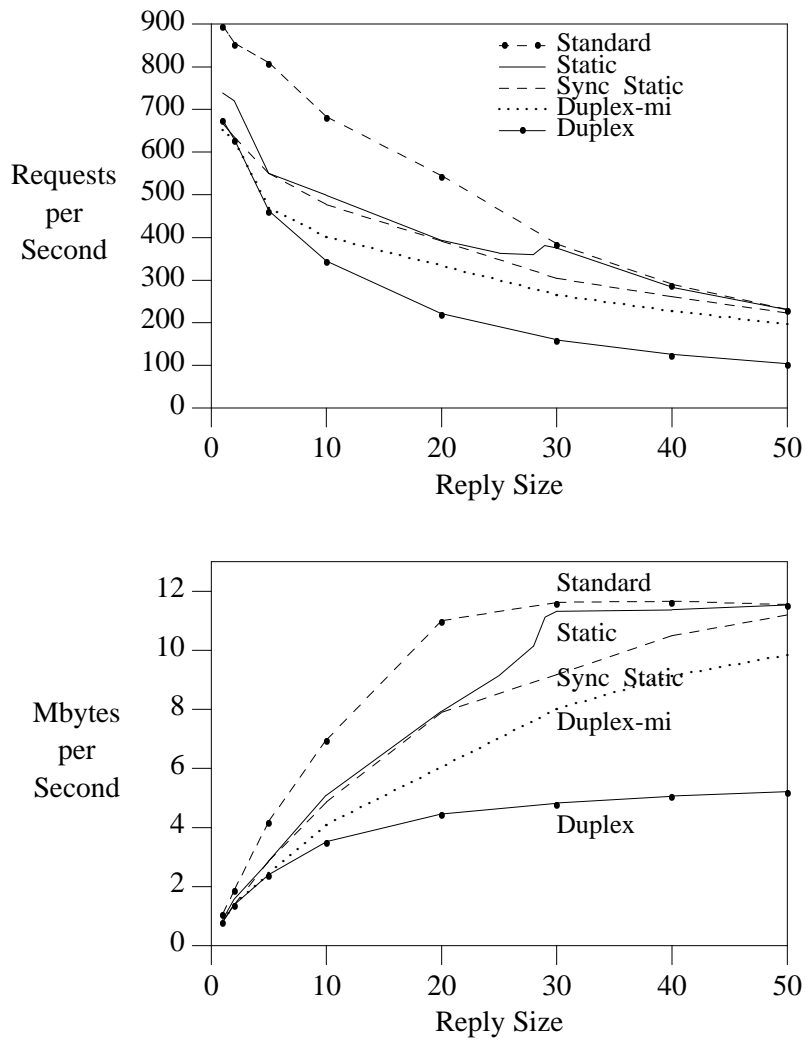 900
800
700
600
500
400
300
200
100
0
Requests
per
Second
Standard
Static
Sync Static
Duplex-mi
Duplex
0 10 20 30 40 50
Reply Size
12
10
8
6
4
2
0
Mbytes
per
Second
Standard
Static
Sync Static
Duplex-mi
Duplex
0 10 20 30 40 50
Reply Size